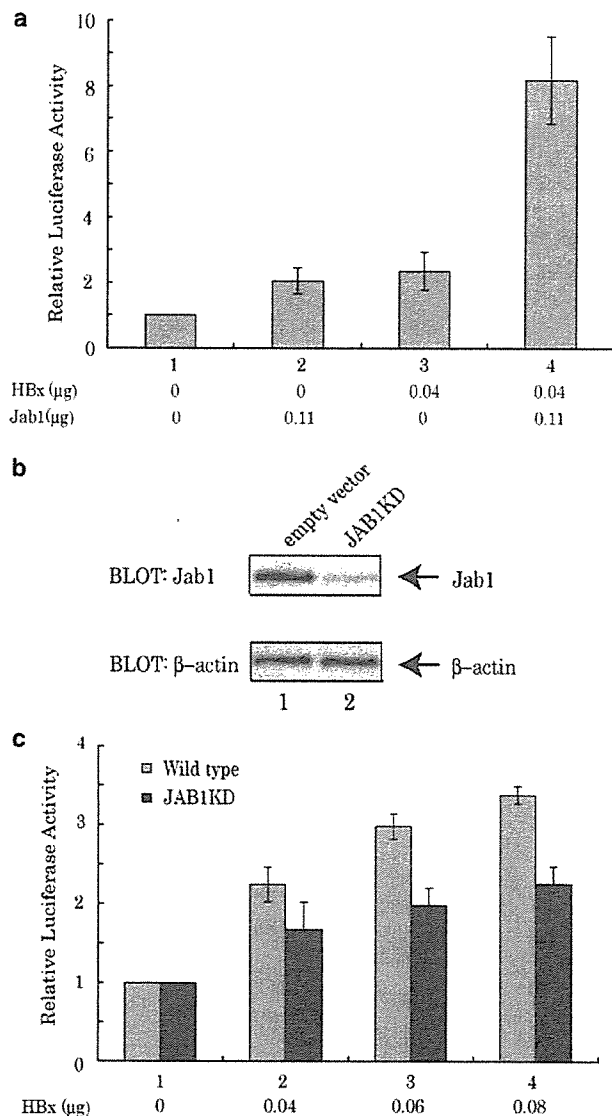 a
Relative Luciferase Activity
10
8
6
4
2
0
1 2 3 4
HBx (μg) 0 0 0.04 0.04
Jab1(μg) 0 0.11 0 0.11
b
empty vector
JAB1KD
BLOT: Jab1
Jab1
BLOT: β-actin
β-actin
1 2
c
Relative Luciferase Activity
4
3
2
1
0
Wild type
JAB1KD
1 2 3 4
HBx (μg) 0 0.04 0.06 0.08